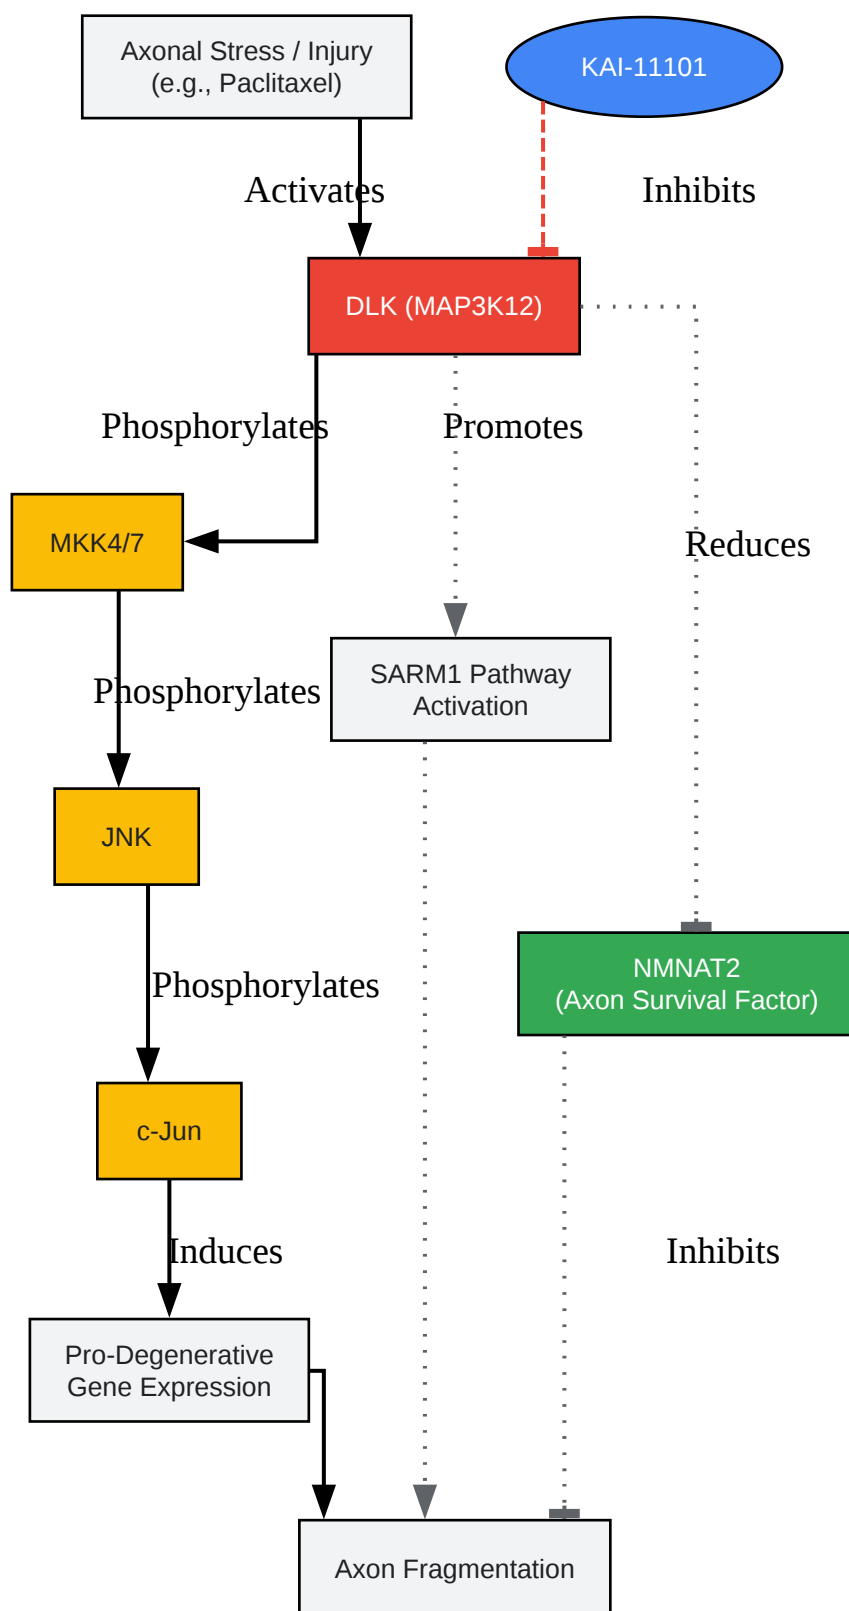 Axonal Stress / Injury
(e.g., Paclitaxel)
KAI-11101
Activates
Inhibits
DLK (MAP3K12)
Phosphorylates
Promotes
MKK4/7
Reduces
SARM1 Pathway
Activation
Phosphorylates
JNK
NMNAT2
(Axon Survival Factor)
Phosphorylates
c-Jun
Induces
Inhibits
Pro-Degenerative
Gene Expression
Axon Fragmentation